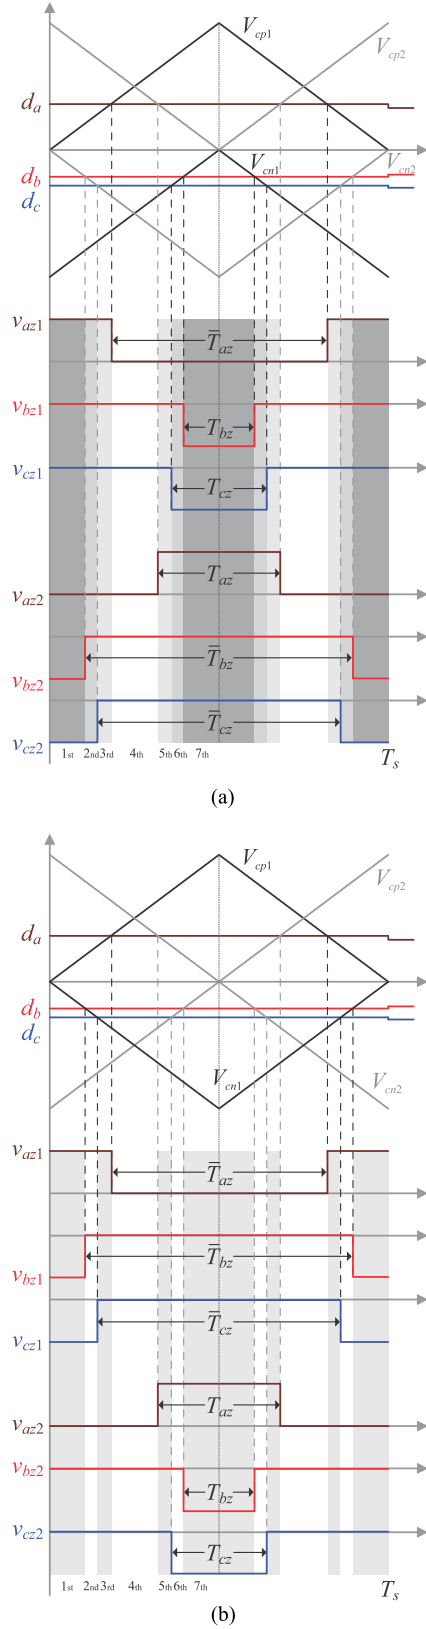 V_cp1
V_cp2
d_a
V_cn1
V_cn2
d_b
d_c
v_az1
T̅_az
v_bz1
T_bz
v_cz1
T_cz
T_az
v_az2
T̅_bz
v_bz2
T̅_cz
v_cz2
1st 2nd 3rd 4th 5th 6th 7th T_s
(a)
V_cp1
V_cp2
d_a
d_b
d_c
V_cn1
V_cn2
v_az1
T̅_az
T̅_bz
v_bz1
T̅_cz
v_cz1
T_az
v_az2
v_bz2
T_bz
v_cz2
T_cz
1st 2nd 3rd 4th 5th 6th 7th T_s
(b)